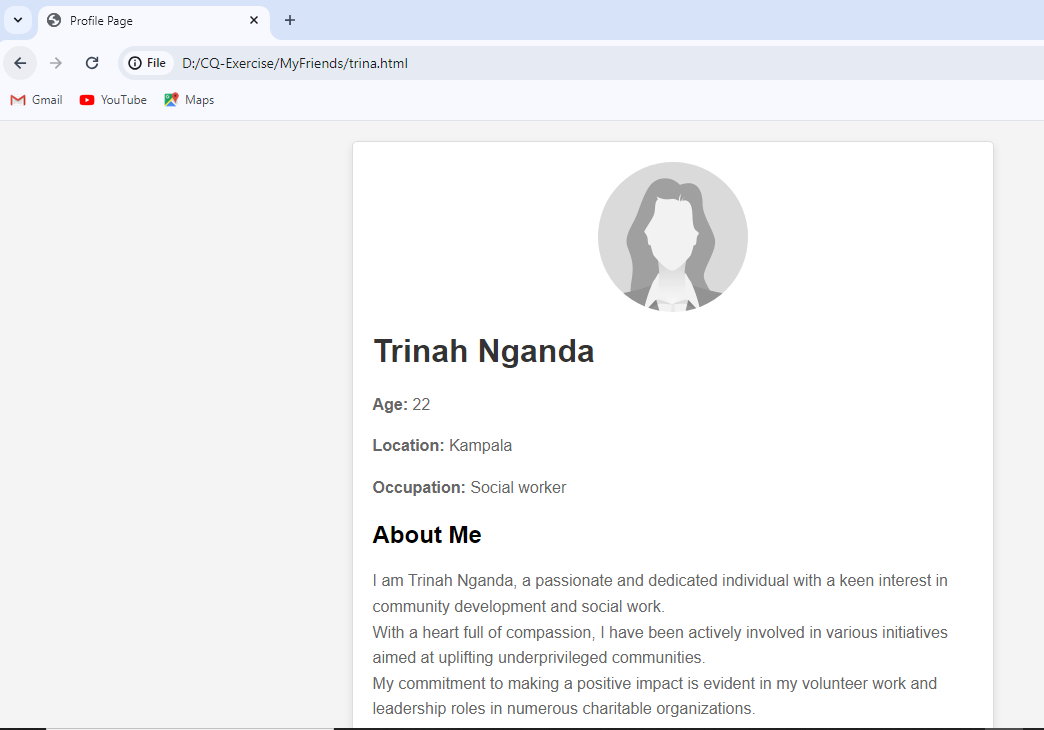 Profile Page
File
D:/CQ-Exercise/MyFriends/trina.html
Gmail YouTube Maps
Trinah Nganda
Age: 22
Location: Kampala
Occupation: Social worker
About Me
I am Trinah Nganda, a passionate and dedicated individual with a keen interest in
community development and social work.
With a heart full of compassion, I have been actively involved in various initiatives
aimed at uplifting underprivileged communities.
My commitment to making a positive impact is evident in my volunteer work and
leadership roles in numerous charitable organizations.